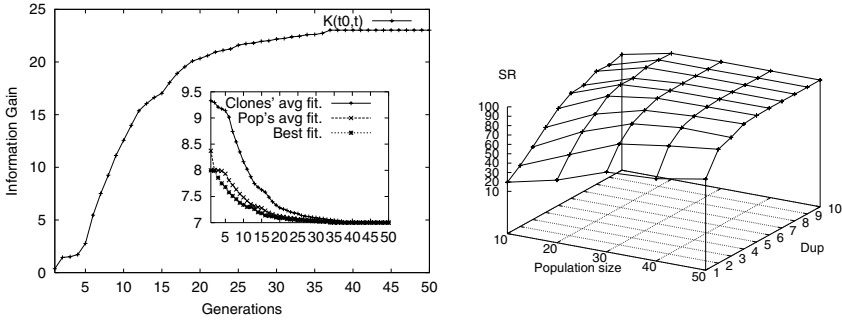 25
20
15
10
5
0
Information Gain
K(t0,t)
9.5
9
8.5
8
7.5
7
Clones' avg fit.
Pop's avg fit.
Best fit.
5 10 15 20 25 30 35 40 45 50
5 10 15 20 25 30 35 40 45 50
Generations
SR
100
90
80
70
60
50
40
30
20
10
10 20 30 40 50
Population size
1 2 3 4 5 6 7 8 9 10
Dup